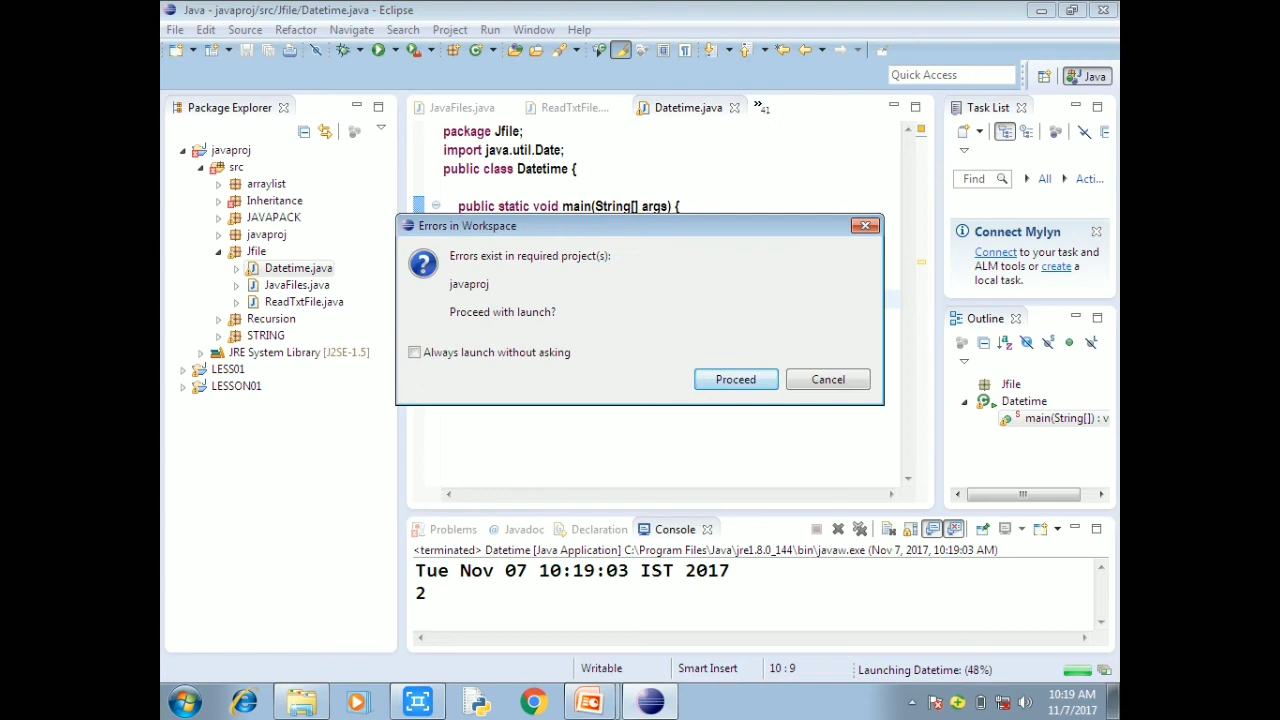 Java - javaproj/src/Jfile/Datetime.java - Eclipse
File Edit Source Refactor Navigate Search Project Run Window Help
Quick Access
Java
Package Explorer
javaproj
src
arraylist
Inheritance
JAVAPACK
javaproj
Jfile
Datetime.java
JavaFiles.java
ReadTxtFile.java
Recursion
STRING
JRE System Library [J2SE-1.5]
LESS01
LESSON01
JavaFiles.java ReadTxtFile.... Datetime.java »41
package Jfile;
import java.util.Date;
public class Datetime {
public static void main(String[] args) {
Errors in Workspace
Errors exist in required project(s):
javaproj
Proceed with launch?
Always launch without asking
Proceed Cancel
Task List
Find All Acti...
Connect Mylyn
Connect to your task and
ALM tools or create a
local task.
Outline
Jfile
Datetime
main(String[]) : v
Problems Javadoc Declaration Console
<terminated> Datetime [Java Application] C:\Program Files\Java\jre1.8.0_144\bin\javaw.exe (Nov 7, 2017, 10:19:03 AM)
Tue Nov 07 10:19:03 IST 2017
2
Writable Smart Insert 10 : 9 Launching Datetime: (48%)
10:19 AM
11/7/2017